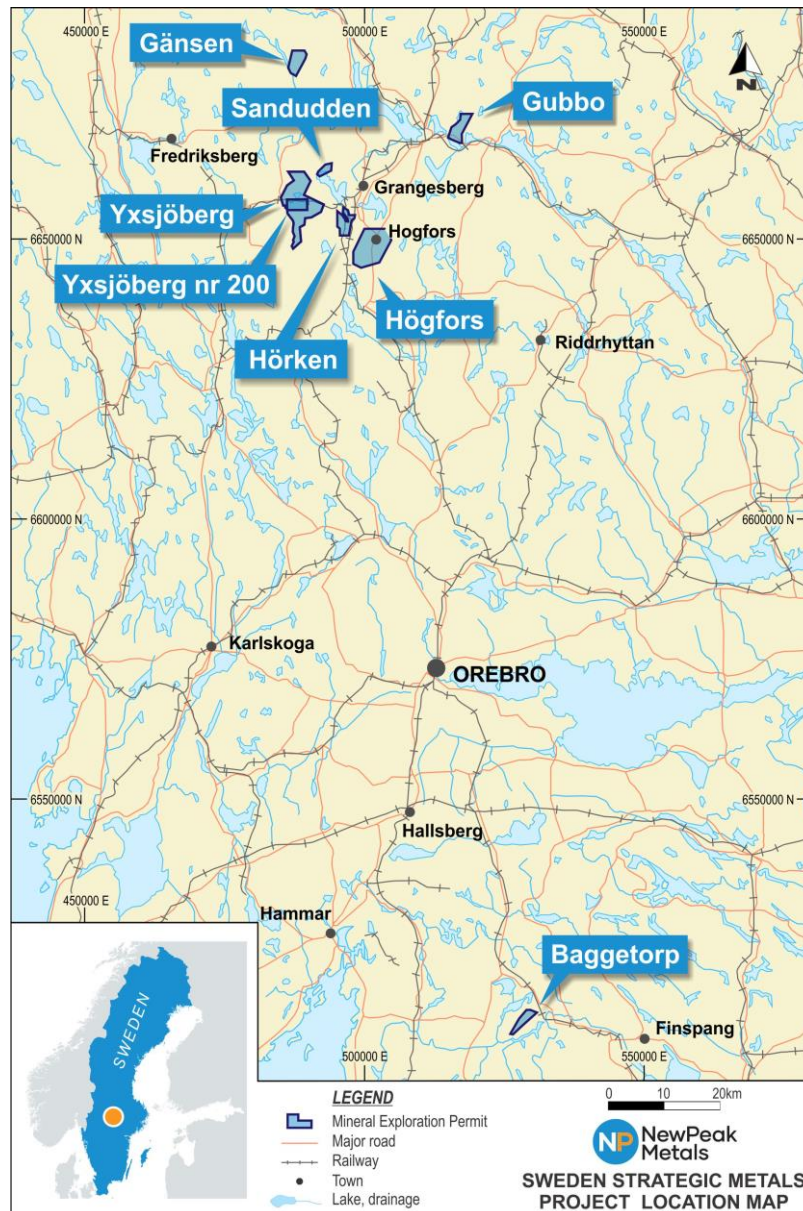 450000 E
500000 E
550000 E
Gänsen
N
Sandudden
Gubbo
Fredriksberg
Grangesberg
Yxsjöberg
6650000 N
Hogfors
6650000 N
Yxsjöberg nr 200
Högfors
Hörken
Riddrhyttan
6600000 N
6600000 N
Karlskoga
OREBRO
6550000 N
6550000 N
Hallsberg
450000 E
Hammar
Baggetorp
SWEDEN
Finspang
500000 E
550000 E
LEGEND
Mineral Exploration Permit
Major road
Railway
Town
Lake, drainage
0 10 20km
NP NewPeak
Metals
SWEDEN STRATEGIC METALS
PROJECT LOCATION MAP